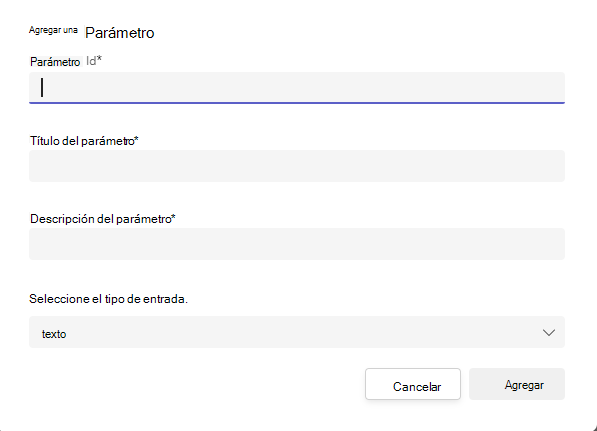 Agregar una Parámetro
Parámetro Id*
Título del parámetro*
Descripción del parámetro*
Seleccione el tipo de entrada.
texto
Cancelar Agregar